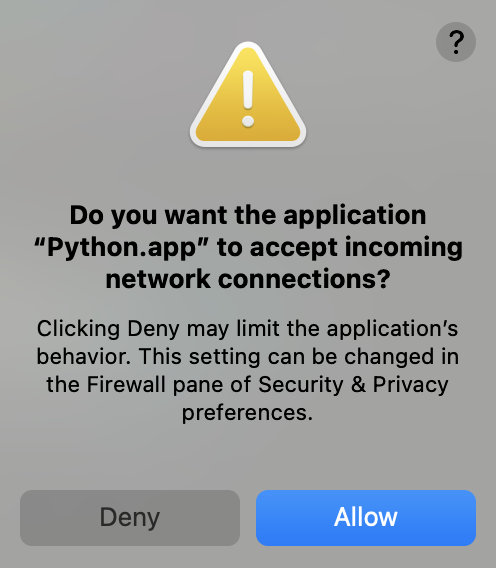 ?
Do you want the application
“Python.app” to accept incoming
network connections?
Clicking Deny may limit the application’s
behavior. This setting can be changed in
the Firewall pane of Security & Privacy
preferences.
Deny
Allow